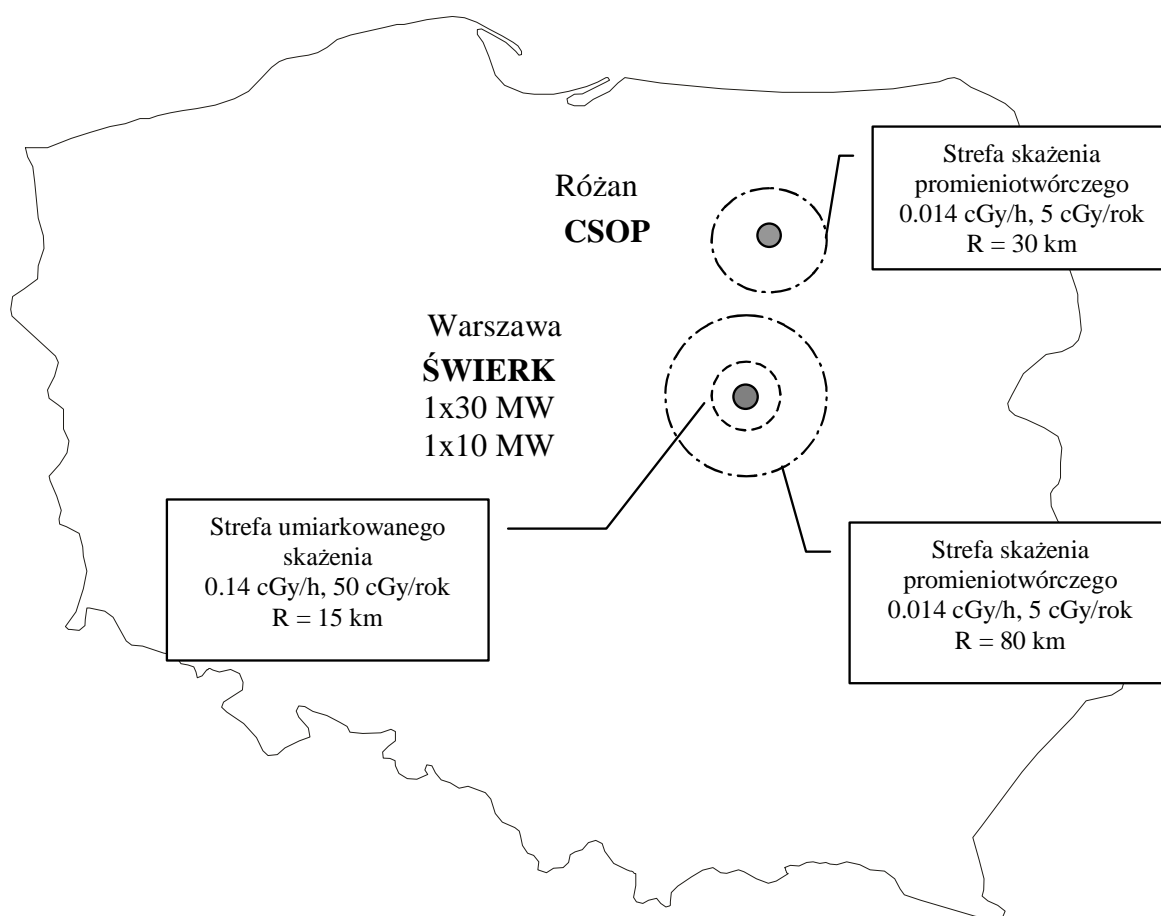 Różan
CSOP
Strefa skażenia
promieniotwórczego
0.014 cGy/h, 5 cGy/rok
R = 30 km
Warszawa
ŚWIERK
1x30 MW
1x10 MW
Strefa umiarkowanego
skażenia
0.14 cGy/h, 50 cGy/rok
R = 15 km
Strefa skażenia
promieniotwórczego
0.014 cGy/h, 5 cGy/rok
R = 80 km